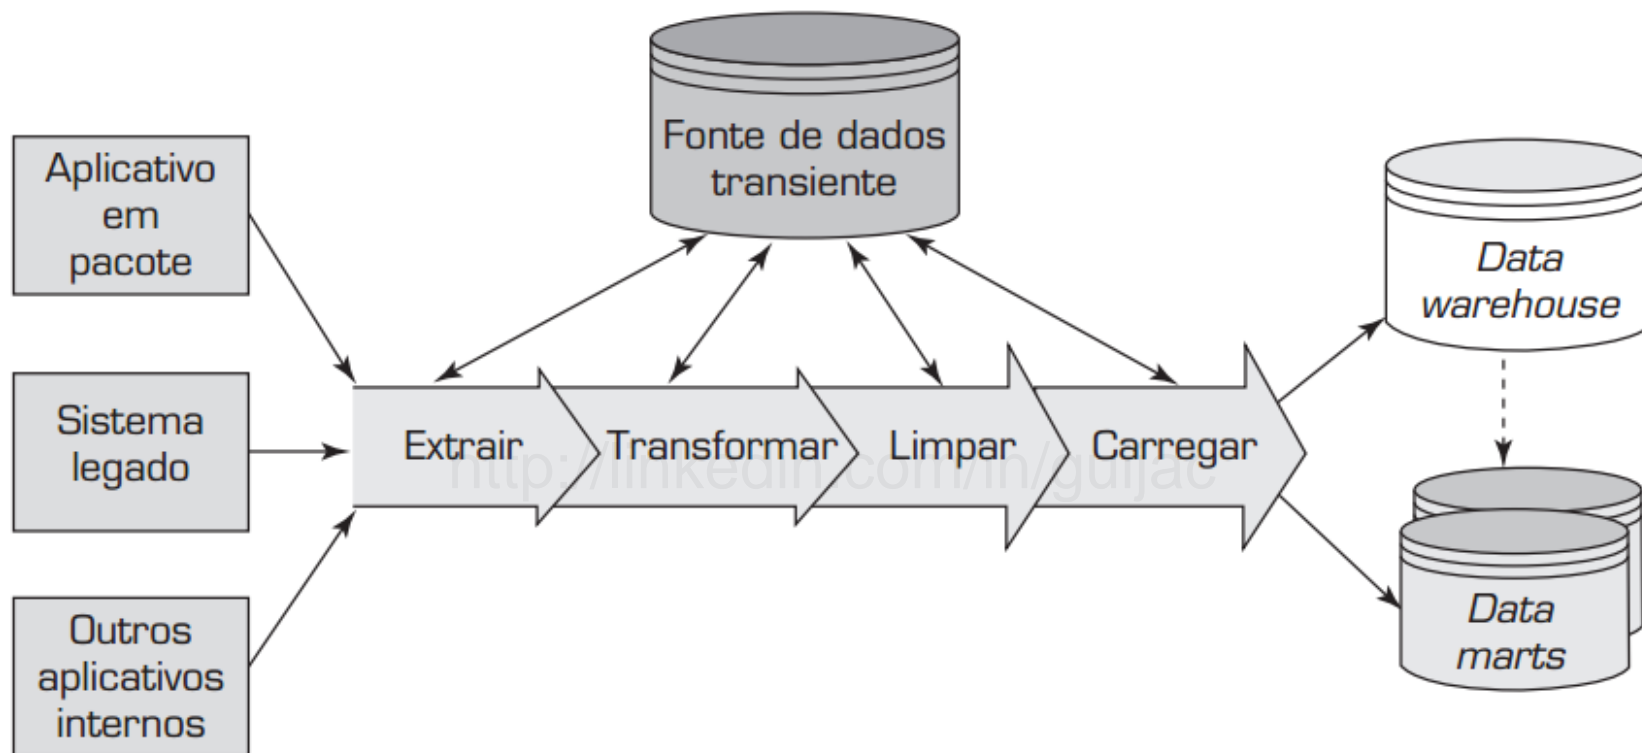 Fonte de dados
transiente
Aplicativo
em
pacote
Sistema
legado
Outros
aplicativos
internos
Extrair
Transformar
Limpar
Carregar
http://linkedin.com/in/guijac
Data
warehouse
Data
marts